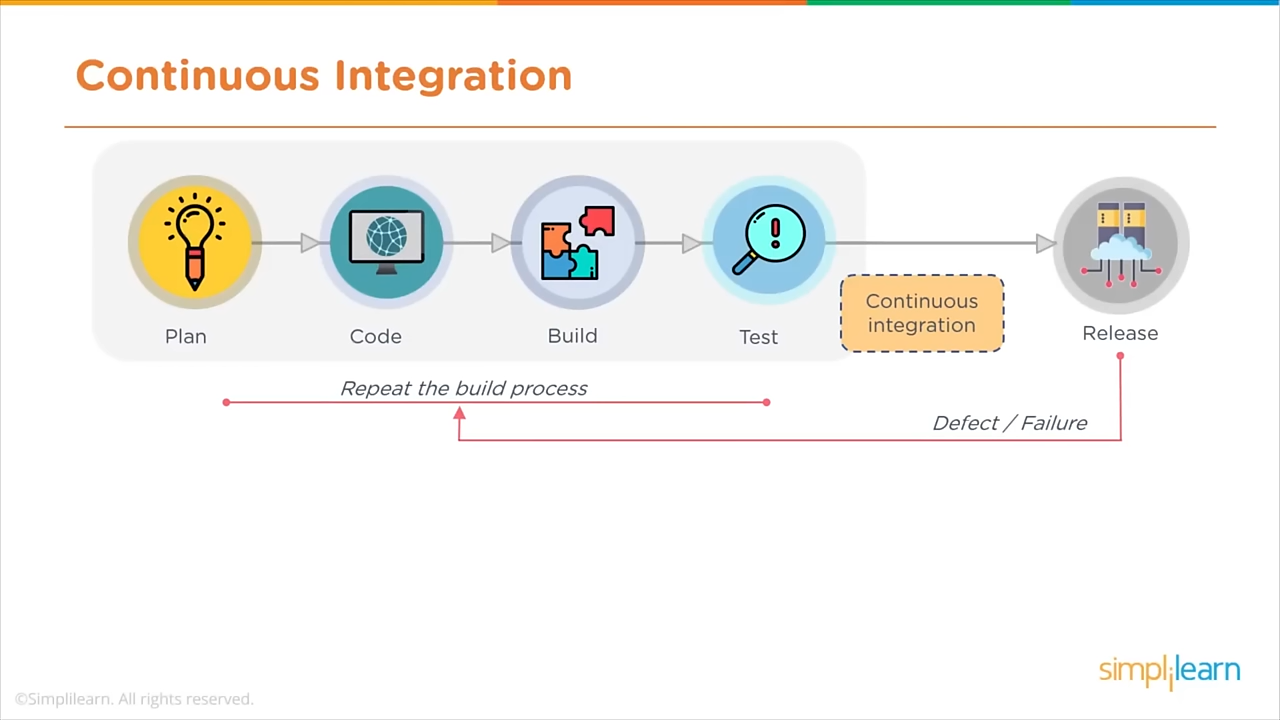 Continuous Integration
Plan
Code
Build
Test
Continuous
integration
Release
Repeat the build process
Defect / Failure
simplilearn
©Simplilearn. All rights reserved.